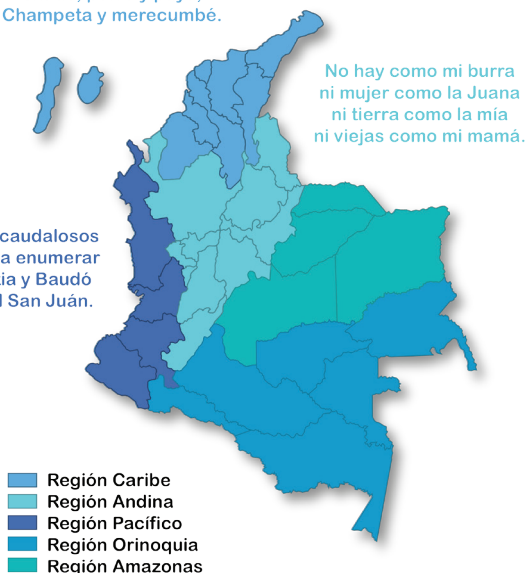 Champeta y merecumbé.
No hay como mi burra
ni mujer como la Juana
ni tierra como la mía
ni viejas como mi mamá.
caudalosos
a enumerar
y Baudó
San Juán.
Región Caribe
Región Andina
Región Pacífico
Región Orinoquia
Región Amazonas